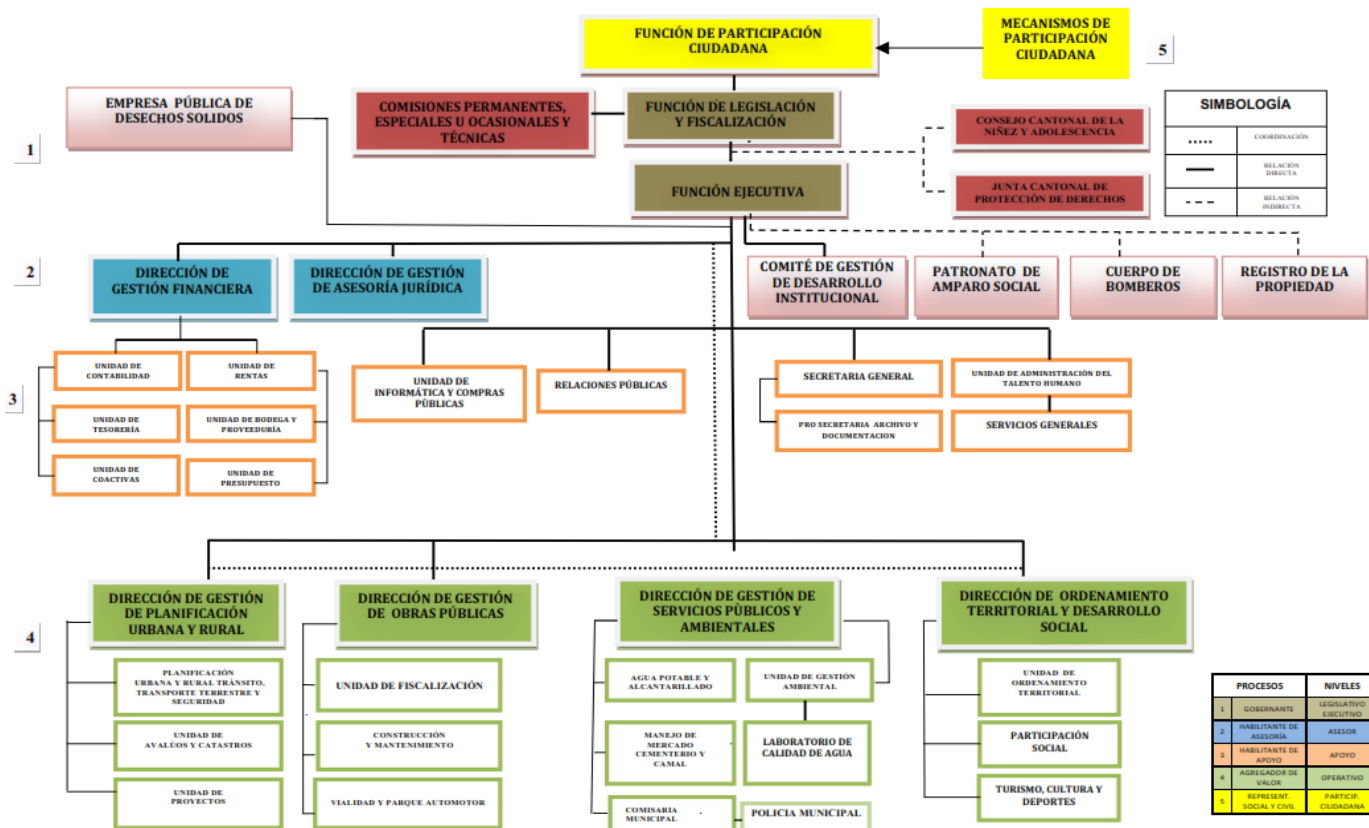 FUNCIÓN DE PARTICIPACIÓN
CIUDADANA
MECANISMOS DE
PARTICIPACIÓN
CIUDADANA
5
EMPRESA PÚBLICA DE
DESECHOS SOLIDOS
COMISIONES PERMANENTES,
ESPECIALES U OCASIONALES Y
TÉCNICAS
FUNCIÓN DE LEGISLACIÓN
Y FISCALIZACIÓN
CONSEJO CANTONAL DE LA
NIÑEZ Y ADOLESCENCIA
SIMBOLOGÍA
COORDINACIÓN
RELACIÓN
DIRECTA
RELACIÓN
INDIRECTA
1
FUNCIÓN EJECUTIVA
JUNTA CANTONAL DE
PROTECCIÒN DE DERECHOS
2
DIRECCIÓN DE
GESTIÓN FINANCIERA
DIRECCIÓN DE GESTIÓN
DE ASESORÍA JURÍDICA
COMITÉ DE GESTIÓN
DE DESARROLLO
INSTITUCIONAL
PATRONATO DE
AMPARO SOCIAL
CUERPO DE
BOMBEROS
REGISTRO DE LA
PROPIEDAD
3
UNIDAD DE
CONTABILIDAD
UNIDAD DE
RENTAS
UNIDAD DE
TESORERÍA
UNIDAD DE BODEGA Y
PROVEEDURÍA
UNIDAD DE
COACTIVAS
UNIDAD DE
PRESUPUESTO
UNIDAD DE
INFORMÁTICA Y COMPRAS
PÙBLICAS
RELACIONES PÚBLICAS
SECRETARIA GENERAL
UNIDAD DE ADMINISTRACIÓN DEL
TALENTO HUMANO
PRO SECRETARIA ARCHIVO Y
DOCUMENTACION
SERVICIOS GENERALES
4
DIRECCIÓN DE GESTIÓN
DE PLANIFICACIÓN
URBANA Y RURAL
DIRECCIÓN DE GESTIÓN
DE OBRAS PÚBLICAS
DIRECCIÓN DE GESTIÓN DE
SERVICIOS PÙBLICOS Y
AMBIENTALES
DIRECCIÓN DE ORDENAMIENTO
TERRITORIAL Y DESARROLLO
SOCIAL
PLANIFICACIÓN
URBANA Y RURAL TRÀNSITO,
TRANSPORTE TERRESTRE Y
SEGURIDAD
UNIDAD DE
AVALÚOS Y CATASTROS
UNIDAD DE
PROYECTOS
UNIDAD DE FISCALIZACIÓN
CONSTRUCCIÓN
Y MANTENIMIENTO
VIALIDAD Y PARQUE AUTOMOTOR
AGUA POTABLE Y
ALCANTARILLADO
UNIDAD DE GESTIÓN
AMBIENTAL
MANEJO DE
MERCADO
CEMENTERIO Y
CAMAL
LABORATORIO DE
CALIDAD DE AGUA
COMISARIA
MUNICIPAL
POLICIA MUNICIPAL
UNIDAD DE
ORDENAMIENTO
TERRITORIAL
PARTICIPACIÓN
SOCIAL
TURISMO, CULTURA Y
DEPORTES
PROCESOS NIVELES
1 GOBERNANTE LEGISLATIVO
EJECUTIVO
2 HABILITANTE DE
ASESORÍA ASESOR
3 HABILITANTE DE
APOYO APOYO
4 AGREGADOR DE
VALOR OPERATIVO
5 REPRESENT.
SOCIAL Y CIVIL PARTICIP.
CIUDADANA